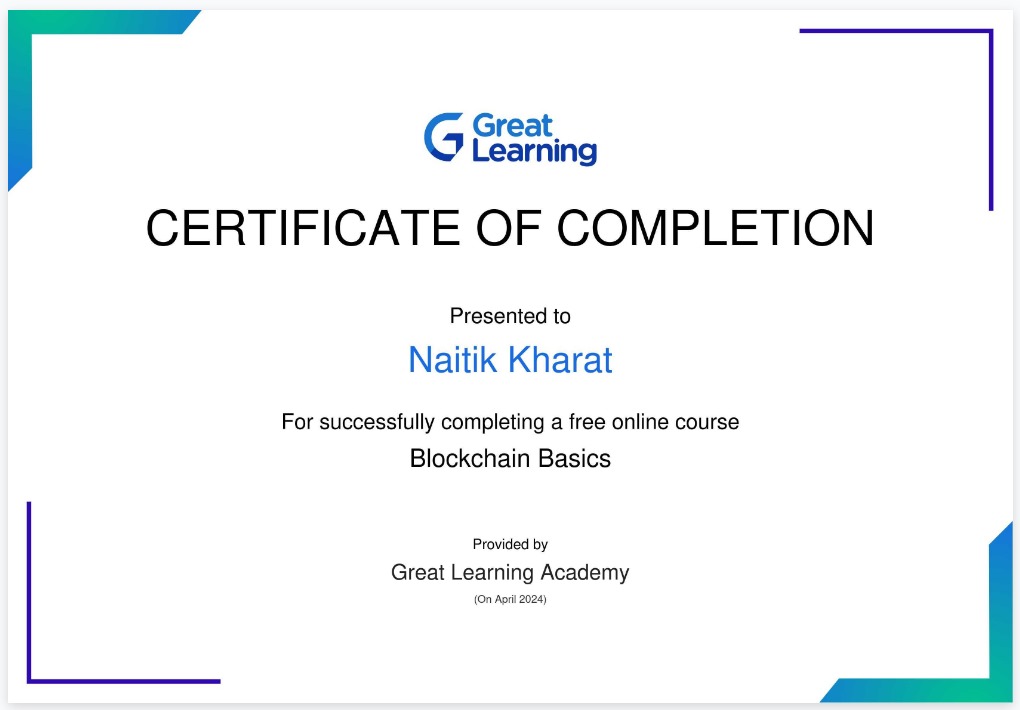 Great
Learning
CERTIFICATE OF COMPLETION
Presented to
Naitik Kharat
For successfully completing a free online course
Blockchain Basics
Provided by
Great Learning Academy
(On April 2024)